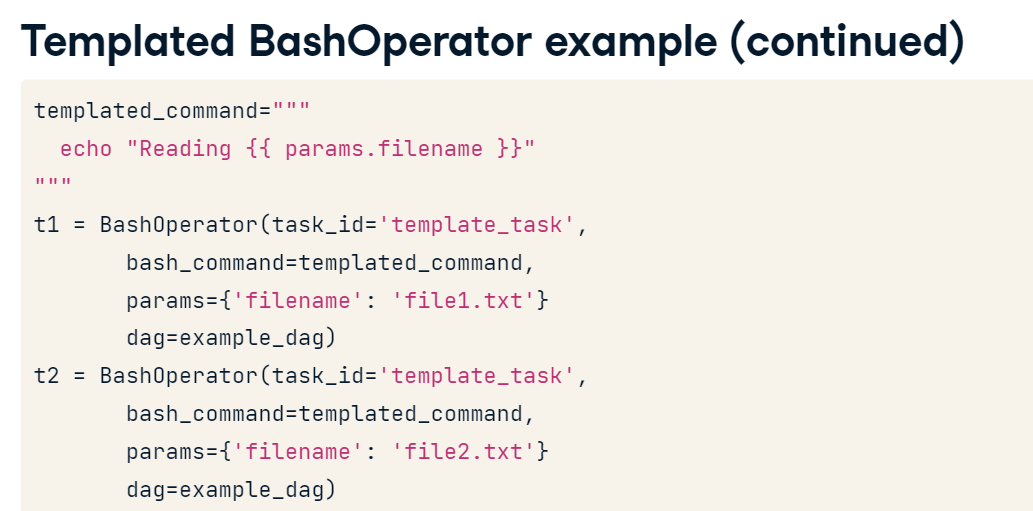 Templated BashOperator example (continued)
templated_command="""
  echo "Reading {{ params.filename }}"
"""
t1 = BashOperator(task_id='template_task',
       bash_command=templated_command,
       params={'filename': 'file1.txt'}
       dag=example_dag)
t2 = BashOperator(task_id='template_task',
       bash_command=templated_command,
       params={'filename': 'file2.txt'}
       dag=example_dag)